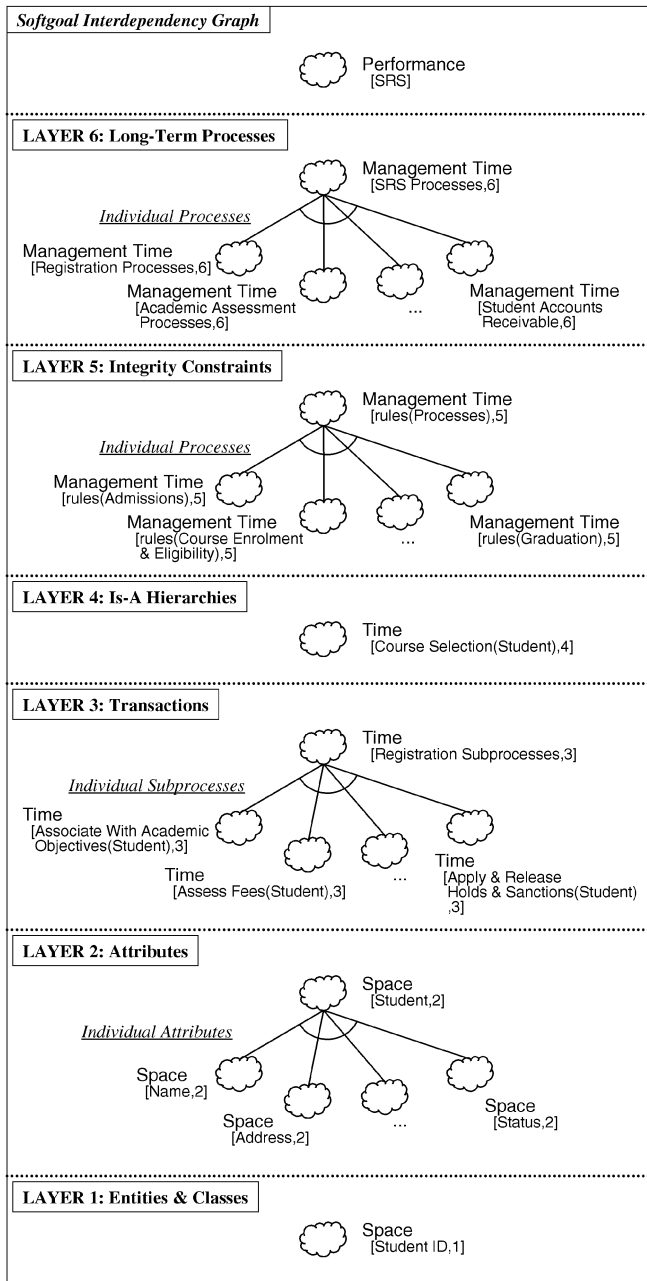 Softgoal Interdependency Graph
Performance
[SRS]
LAYER 6: Long-Term Processes
Management Time
[SRS Processes,6]
Individual Processes
Management Time
[Registration Processes,6]
Management Time
[Academic Assessment
Processes,6]
...
Management Time
[Student Accounts
Receivable,6]
LAYER 5: Integrity Constraints
Management Time
[rules(Processes),5]
Individual Processes
Management Time
[rules(Admissions),5]
Management Time
[rules(Course Enrolment
& Eligibility),5]
...
Management Time
[rules(Graduation),5]
LAYER 4: Is-A Hierarchies
Time
[Course Selection(Student),4]
LAYER 3: Transactions
Time
[Registration Subprocesses,3]
Individual Subprocesses
Time
[Associate With Academic
Objectives(Student),3]
Time
[Assess Fees(Student),3]
...
Time
[Apply & Release
Holds & Sanctions(Student)
,3]
LAYER 2: Attributes
Space
[Student,2]
Individual Attributes
Space
[Name,2]
Space
[Address,2]
...
Space
[Status,2]
LAYER 1: Entities & Classes
Space
[Student ID,1]